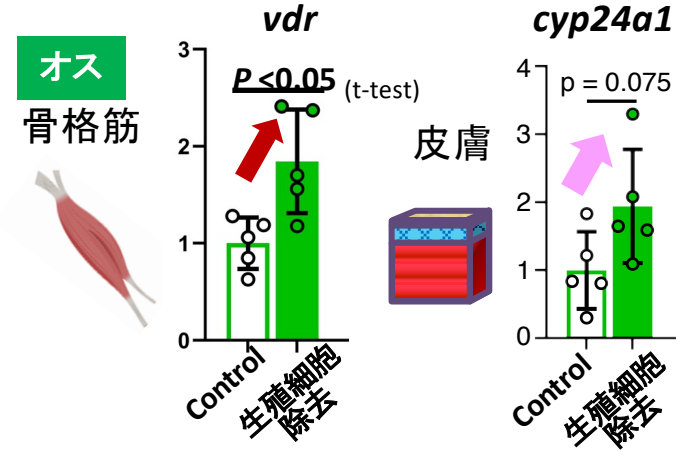 オス
骨格筋
vdr
P <0.05 (t-test)
3
2
1
0
Control
生殖細胞
除去
皮膚
cyp24a1
p = 0.075
4
3
2
1
0
Control
生殖細胞
除去